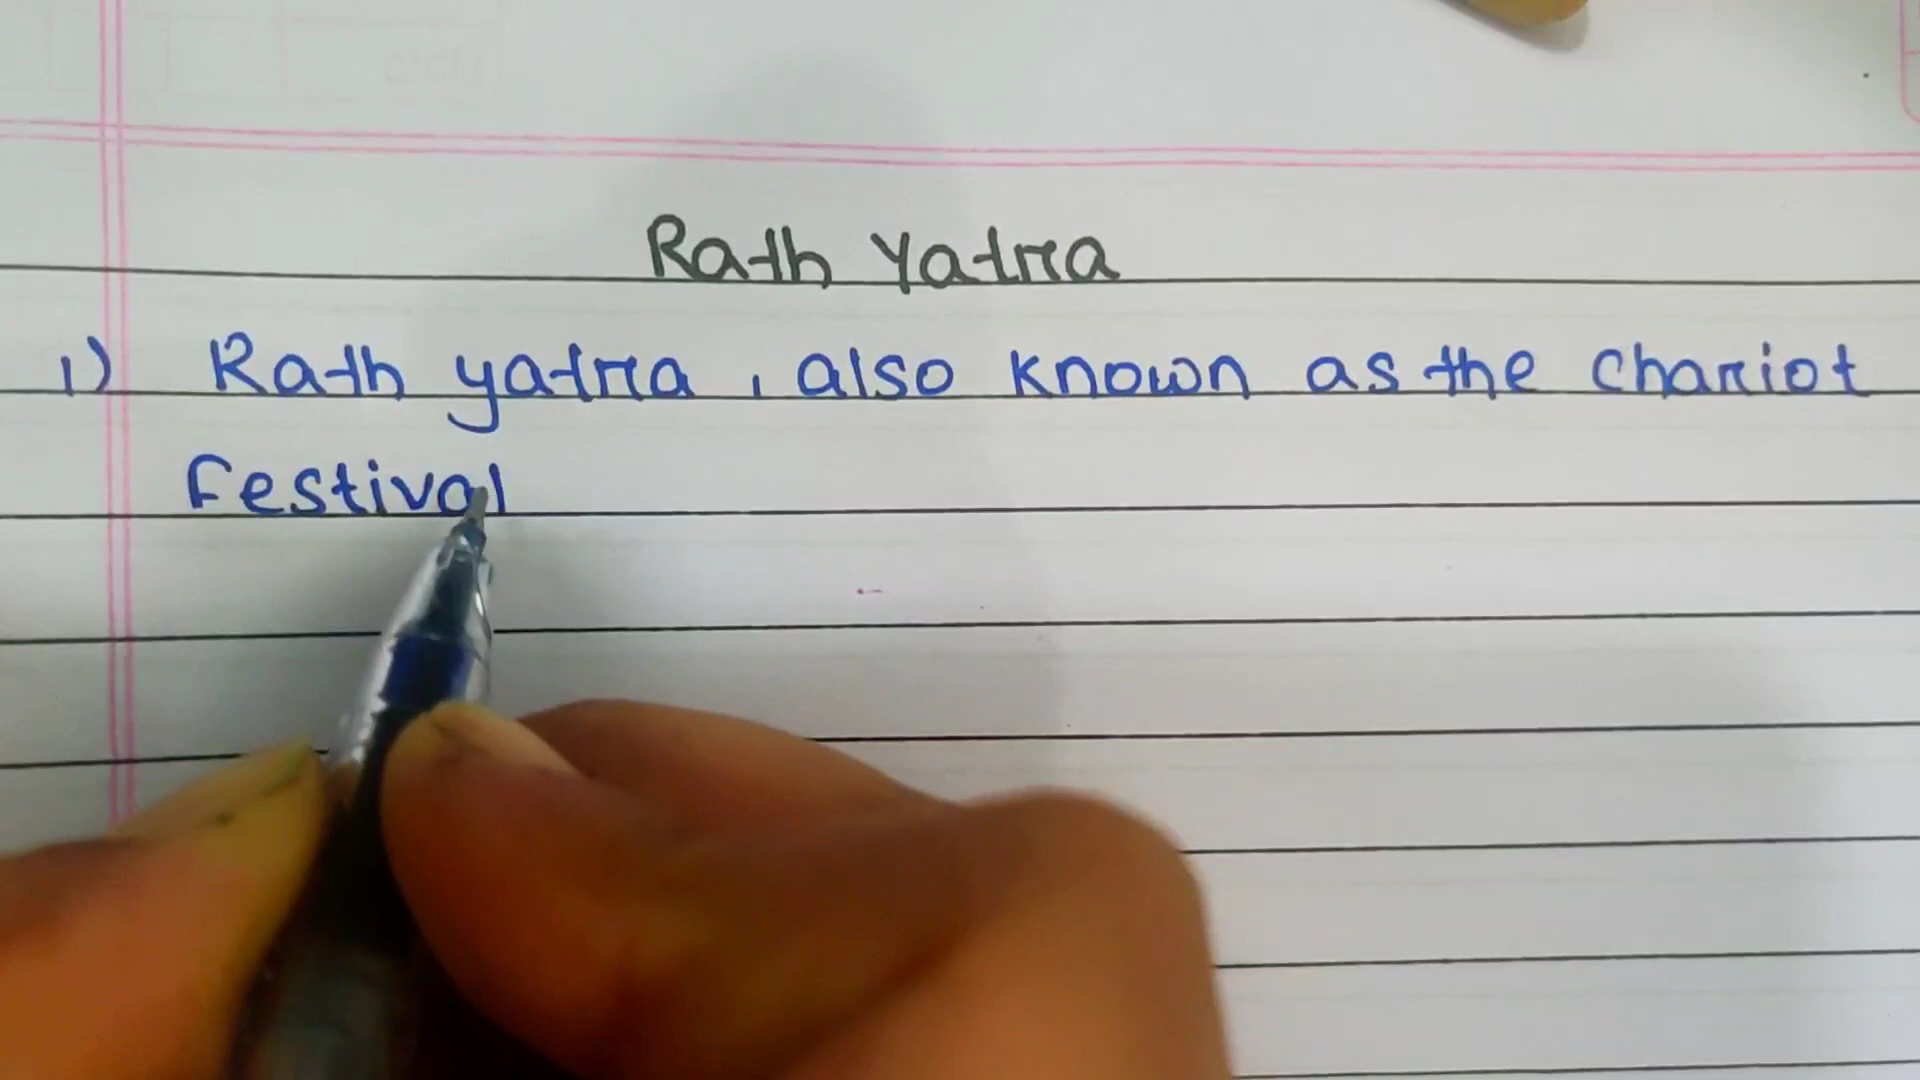 Rath Yatra
1) Rath yatra, also known as the chariot
Festival